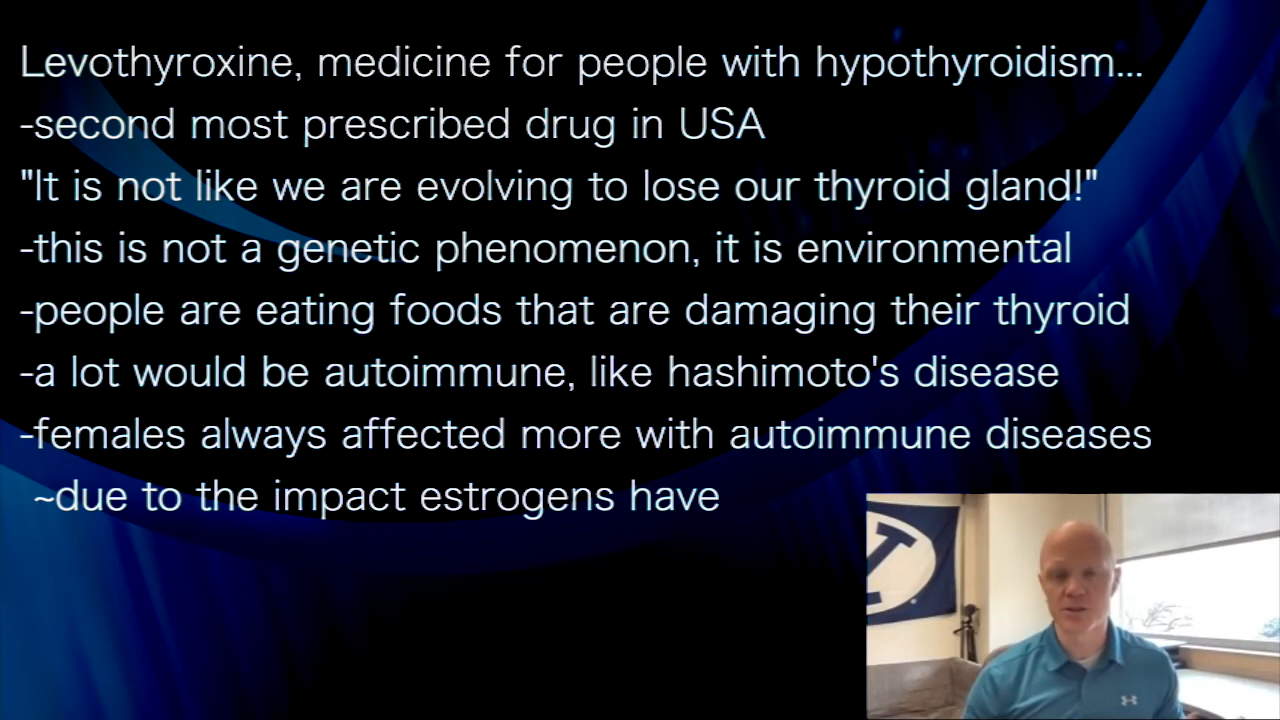 Levothyroxine, medicine for people with hypothyroidism...
-second most prescribed drug in USA
"It is not like we are evolving to lose our thyroid gland!"
-this is not a genetic phenomenon, it is environmental
-people are eating foods that are damaging their thyroid
-a lot would be autoimmune, like hashimoto's disease
-females always affected more with autoimmune diseases
~due to the impact estrogens have
Y